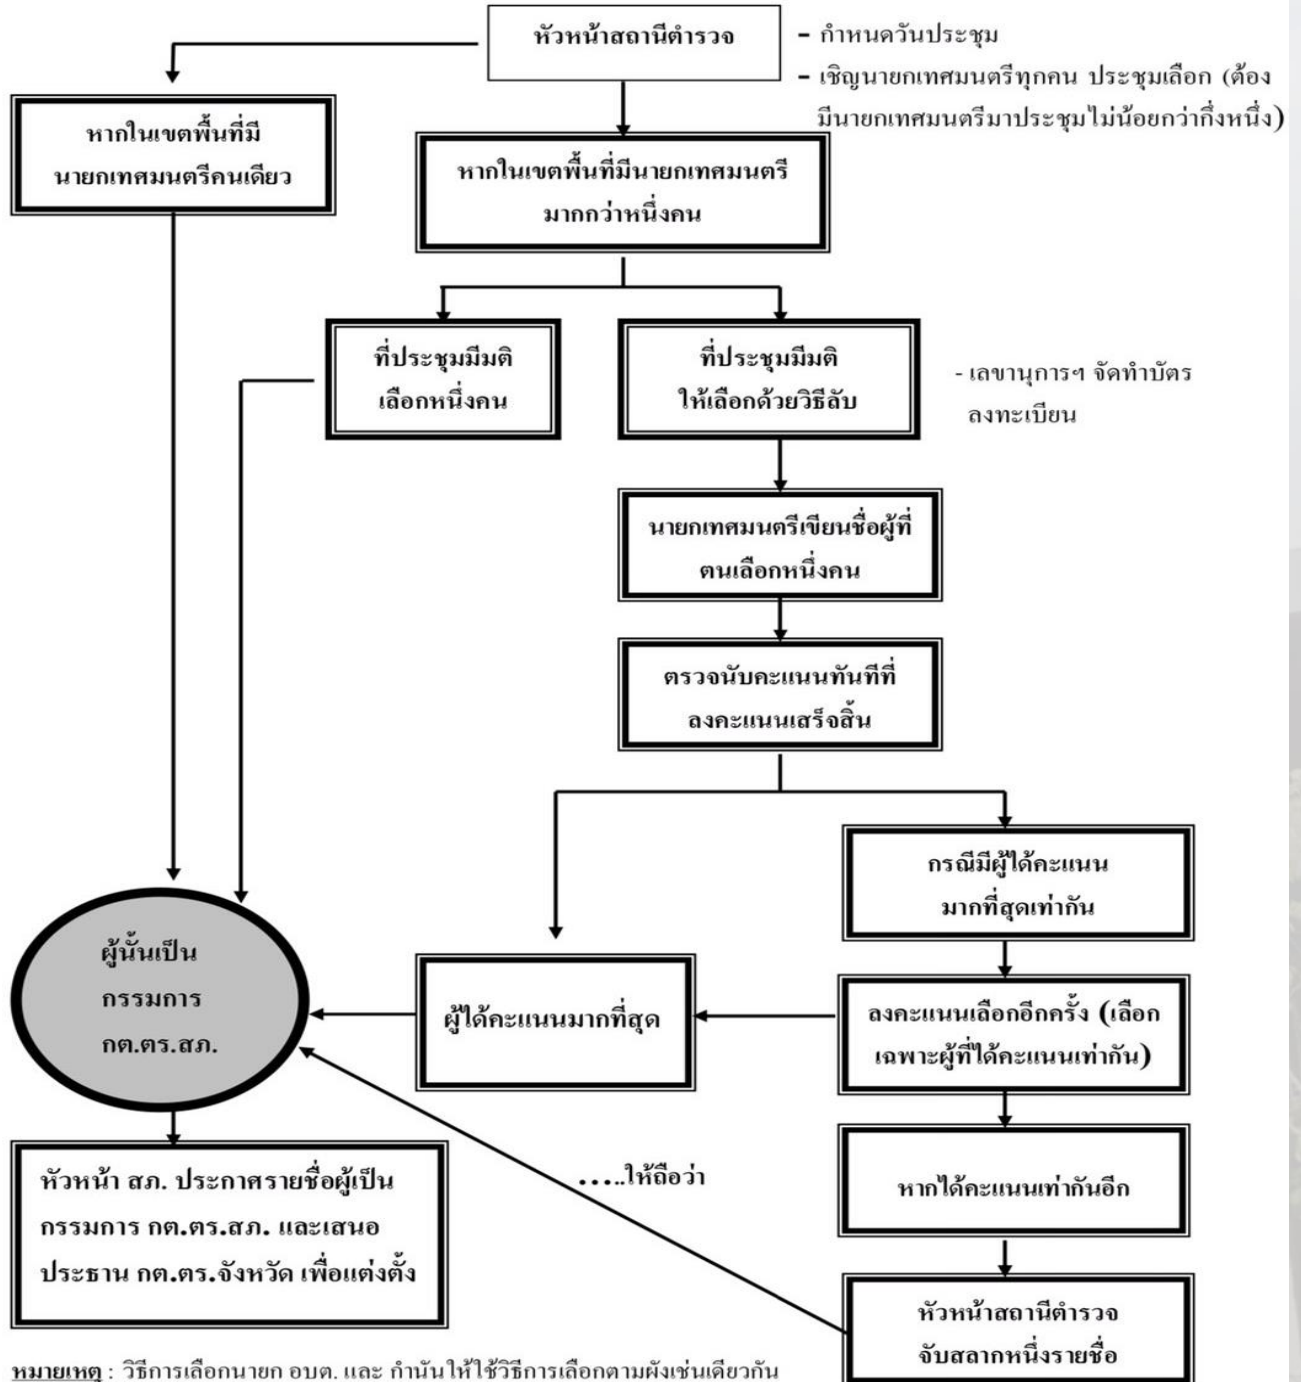 หัวหน้าสถานีตำรวจ
- กำหนดวันประชุม
- เชิญนายกเทศมนตรีทุกคน ประชุมเลือก (ต้อง
มีนายกเทศมนตรีมาประชุมไม่น้อยกว่ากึ่งหนึ่ง)
หากในเขตพื้นที่มี
นายกเทศมนตรีคนเดียว
หากในเขตพื้นที่มีนายกเทศมนตรี
มากกว่าหนึ่งคน
ที่ประชุมมีมติ
เลือกหนึ่งคน
ที่ประชุมมีมติ
ให้เลือกด้วยวิธีลับ
- เลขานุการฯ จัดทำบัตร
ลงทะเบียน
นายกเทศมนตรีเขียนชื่อผู้ที่
ตนเลือกหนึ่งคน
ตรวจนับคะแนนทันทีที่
ลงคะแนนเสร็จสิ้น
กรณีมีผู้ได้คะแนน
มากที่สุดเท่ากัน
ผู้นั้นเป็น
กรรมการ
กต.ตร.สภ.
ผู้ได้คะแนนมากที่สุด
ลงคะแนนเลือกอีกครั้ง (เลือก
เฉพาะผู้ที่ได้คะแนนเท่ากัน)
หากได้คะแนนเท่ากันอีก
.....ให้ถือว่า
หัวหน้า สภ. ประกาศรายชื่อผู้เป็น
กรรมการ กต.ตร.สภ. และเสนอ
ประธาน กต.ตร.จังหวัด เพื่อแต่งตั้ง
หัวหน้าสถานีตำรวจ
จับสลากหนึ่งรายชื่อ
หมายเหตุ : วิธีการเลือกนายก อบต. และ กำนันให้ใช้วิธีการเลือกตามผังเช่นเดียวกัน